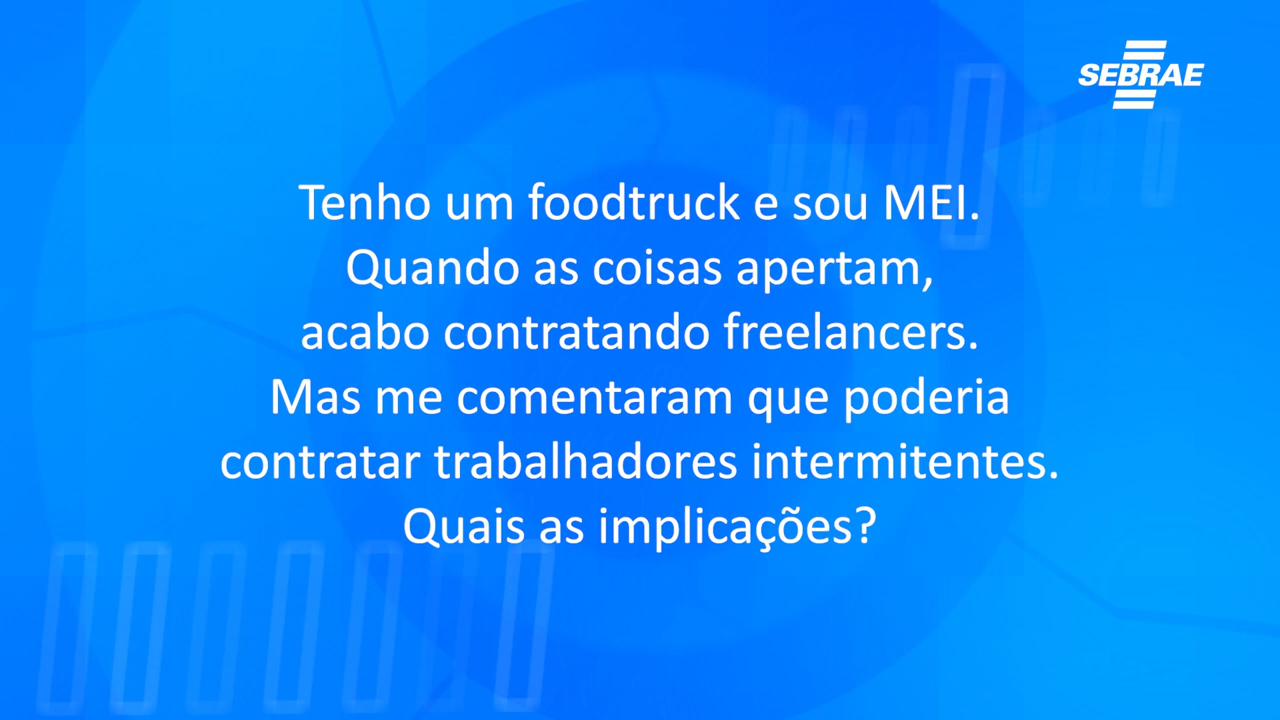 SEBRAE
Tenho um foodtruck e sou MEI.
Quando as coisas apertam,
acabo contratando freelancers.
Mas me comentaram que poderia
contratar trabalhadores intermitentes.
Quais as implicações?